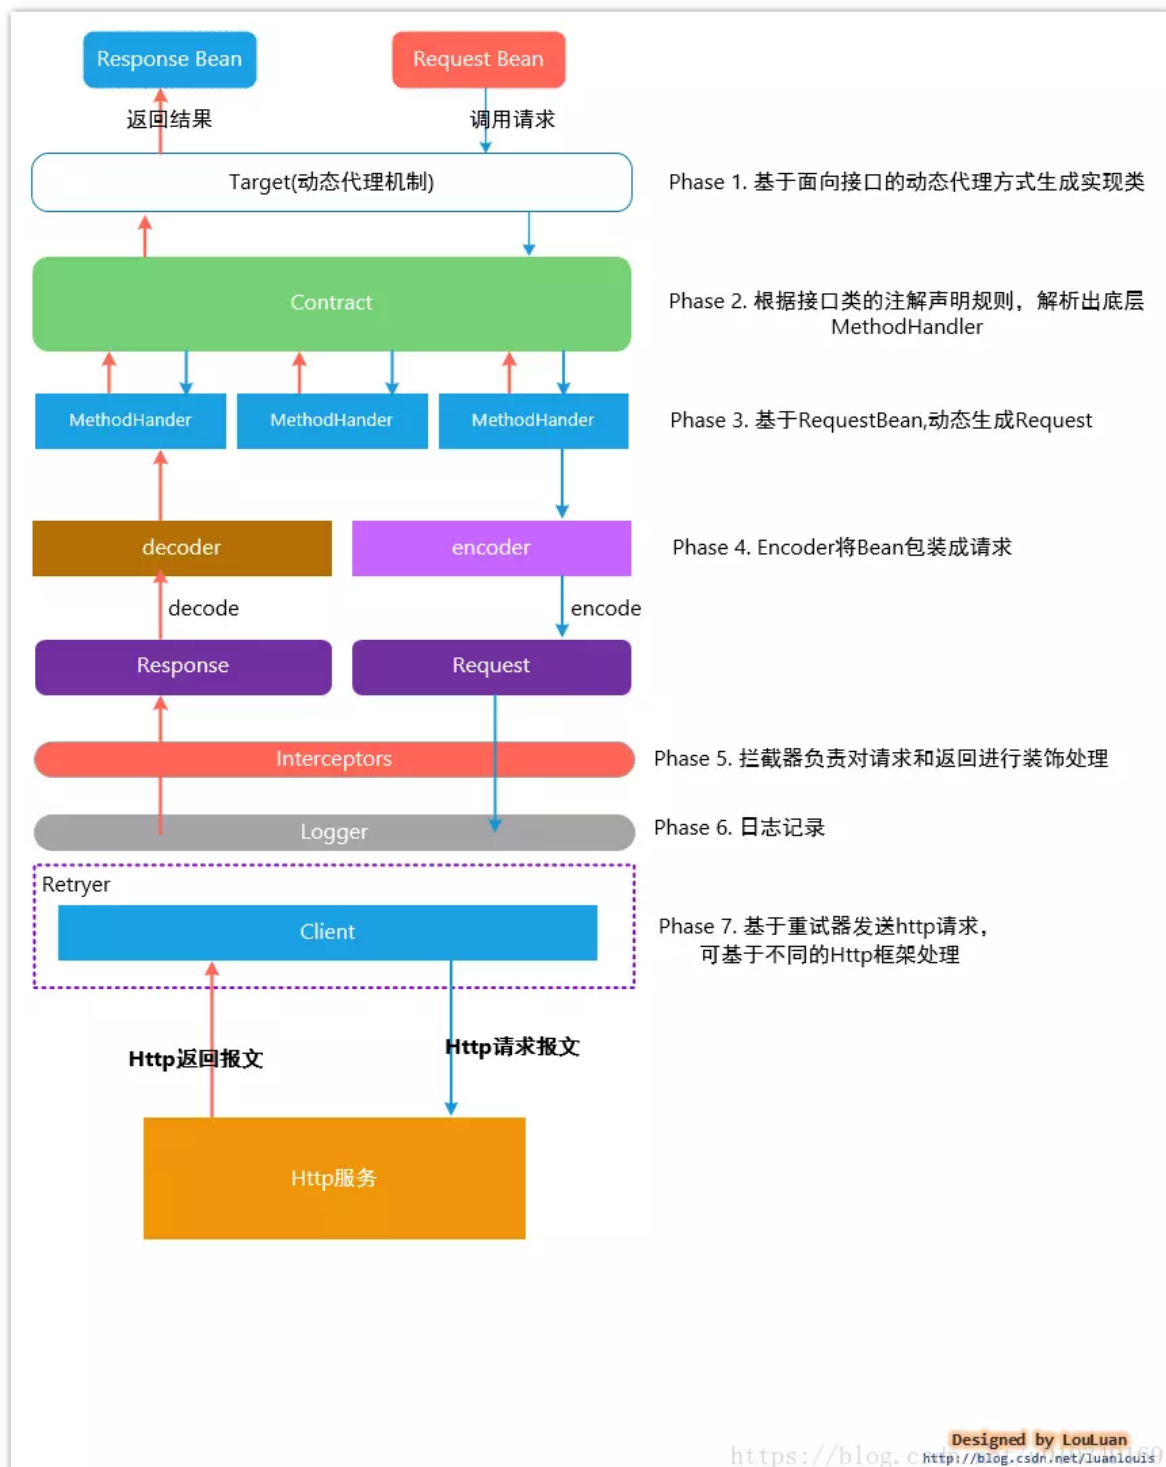 Response Bean
Request Bean
返回结果
调用请求
Target(动态代理机制)
Phase 1. 基于面向接口的动态代理方式生成实现类
Contract
Phase 2. 根据接口类的注解声明规则，解析出底层
MethodHandler
MethodHander
MethodHander
MethodHander
Phase 3. 基于RequestBean,动态生成Request
decoder
encoder
Phase 4. Encoder将Bean包装成请求
decode
encode
Response
Request
Interceptors
Phase 5. 拦截器负责对请求和返回进行装饰处理
Logger
Phase 6. 日志记录
Retryer
Client
Phase 7. 基于重试器发送http请求，
可基于不同的Http框架处理
Http返回报文
Http请求报文
Http服务
Designed by LouLuan
http://blog.csdn.net/luanlouis